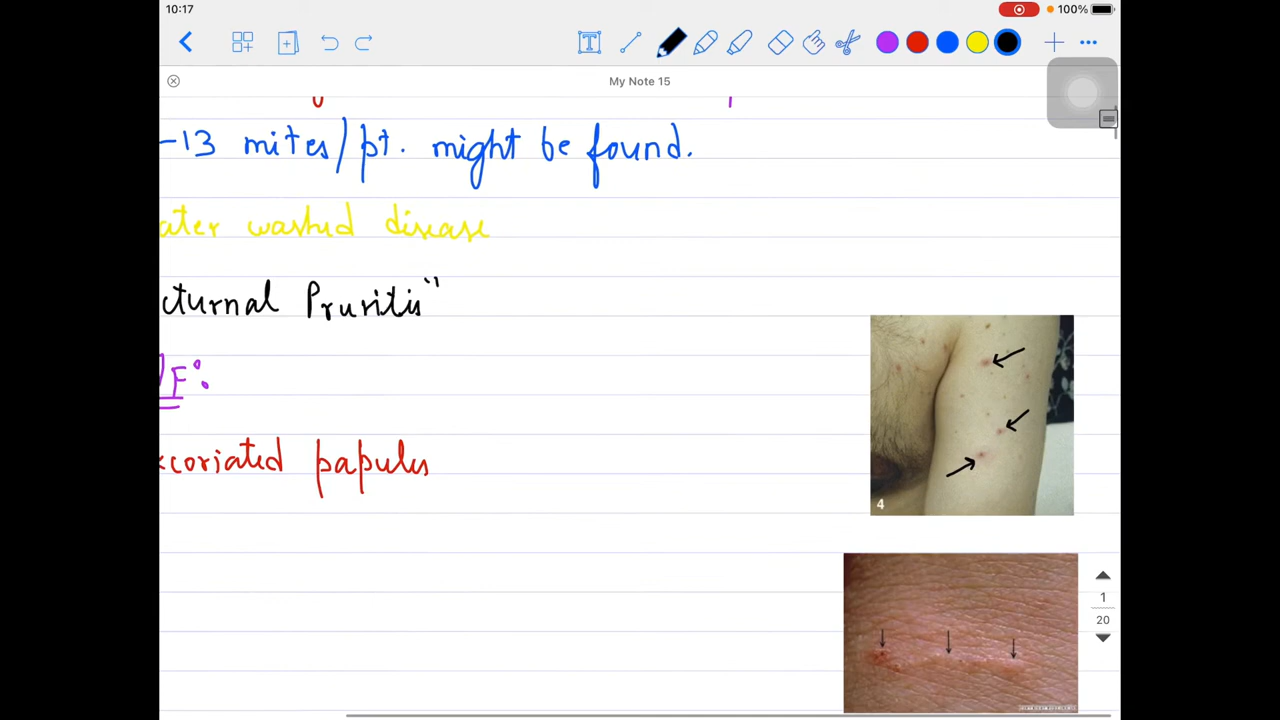 10:17
100%
My Note 15
-13 mites/pt. might be found.
ater washed disease
cturnal Pruritis"
F:
xcoriated papules
4
1
20